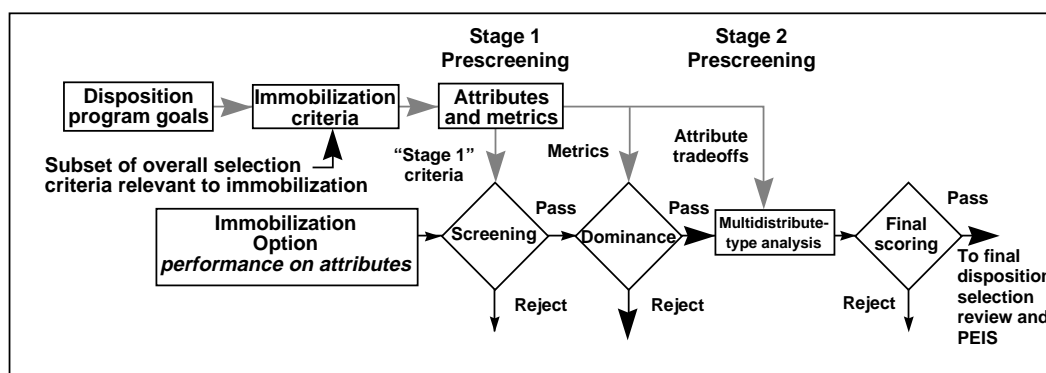 Stage 1
Prescreening
Stage 2
Prescreening
Disposition
program goals
Immobilization
criteria
Attributes
and metrics
Subset of overall selection
criteria relevant to immobilization
“Stage 1”
criteria
Metrics
Attribute
tradeoffs
Immobilization
Option
performance on attributes
Screening
Pass
Dominance
Pass
Multidistribute-
type analysis
Final
scoring
Pass
To final
disposition
selection
review and
PEIS
Reject
Reject
Reject